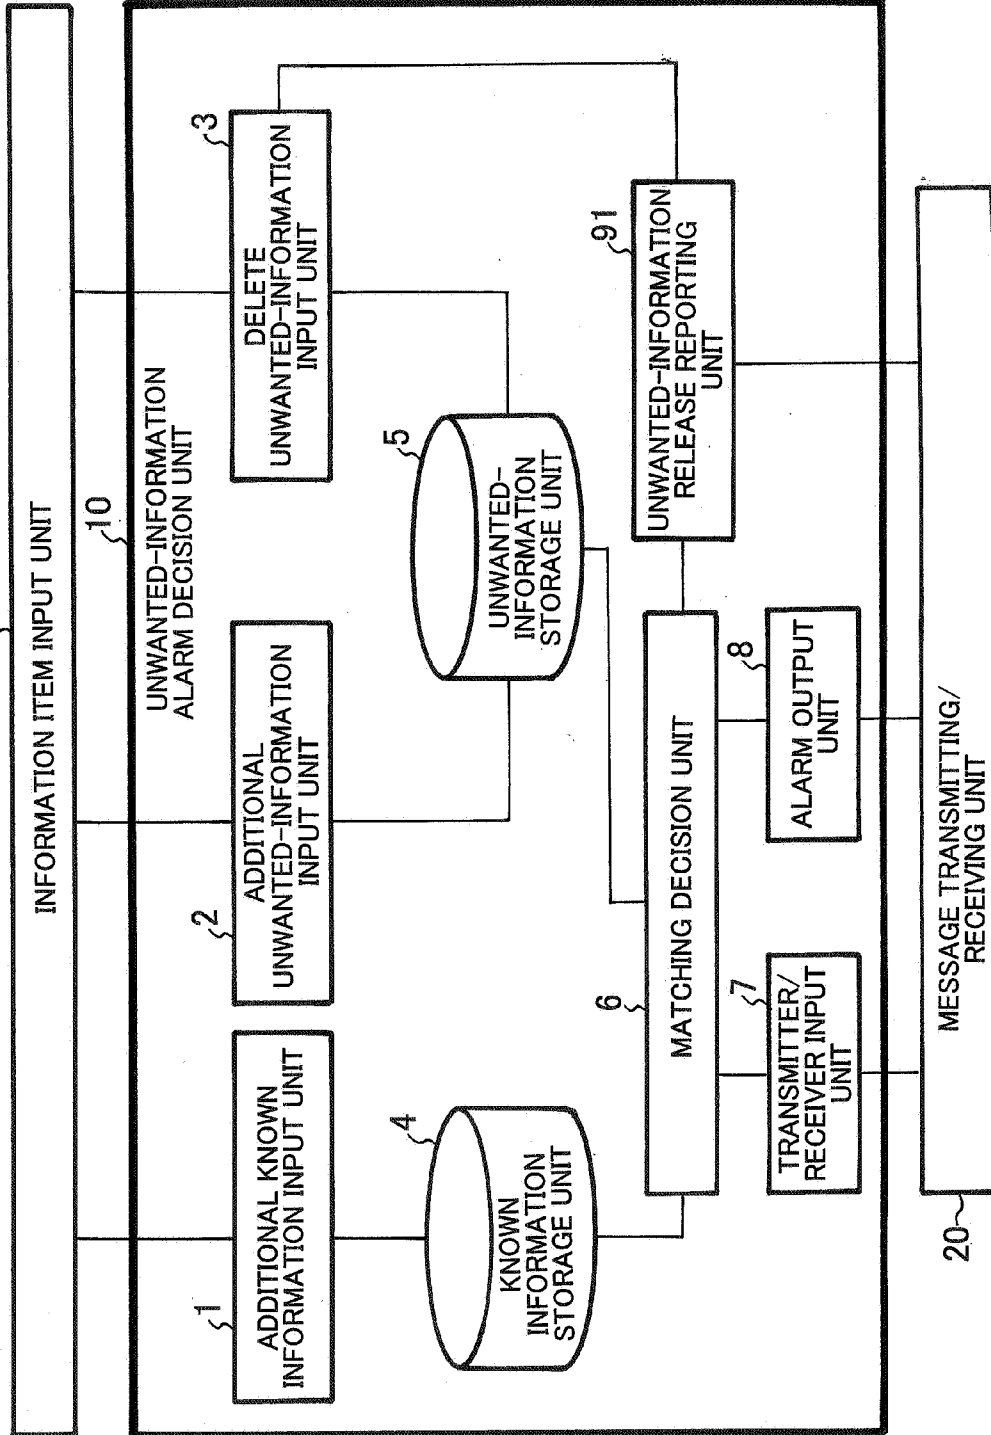 INFORMATION ITEM INPUT UNIT
10
UNWANTED-INFORMATION
ALARM DECISION UNIT
1
ADDITIONAL KNOWN
INFORMATION INPUT UNIT
2
ADDITIONAL
UNWANTED-INFORMATION
INPUT UNIT
3
DELETE
UNWANTED-INFORMATION
INPUT UNIT
4
KNOWN
INFORMATION
STORAGE UNIT
5
UNWANTED-
INFORMATION
STORAGE UNIT
6
MATCHING DECISION UNIT
91
UNWANTED-INFORMATION
RELEASE REPORTING
UNIT
7
TRANSMITTER/
RECEIVER INPUT
UNIT
8
ALARM OUTPUT
UNIT
20
MESSAGE TRANSMITTING/
RECEIVING UNIT